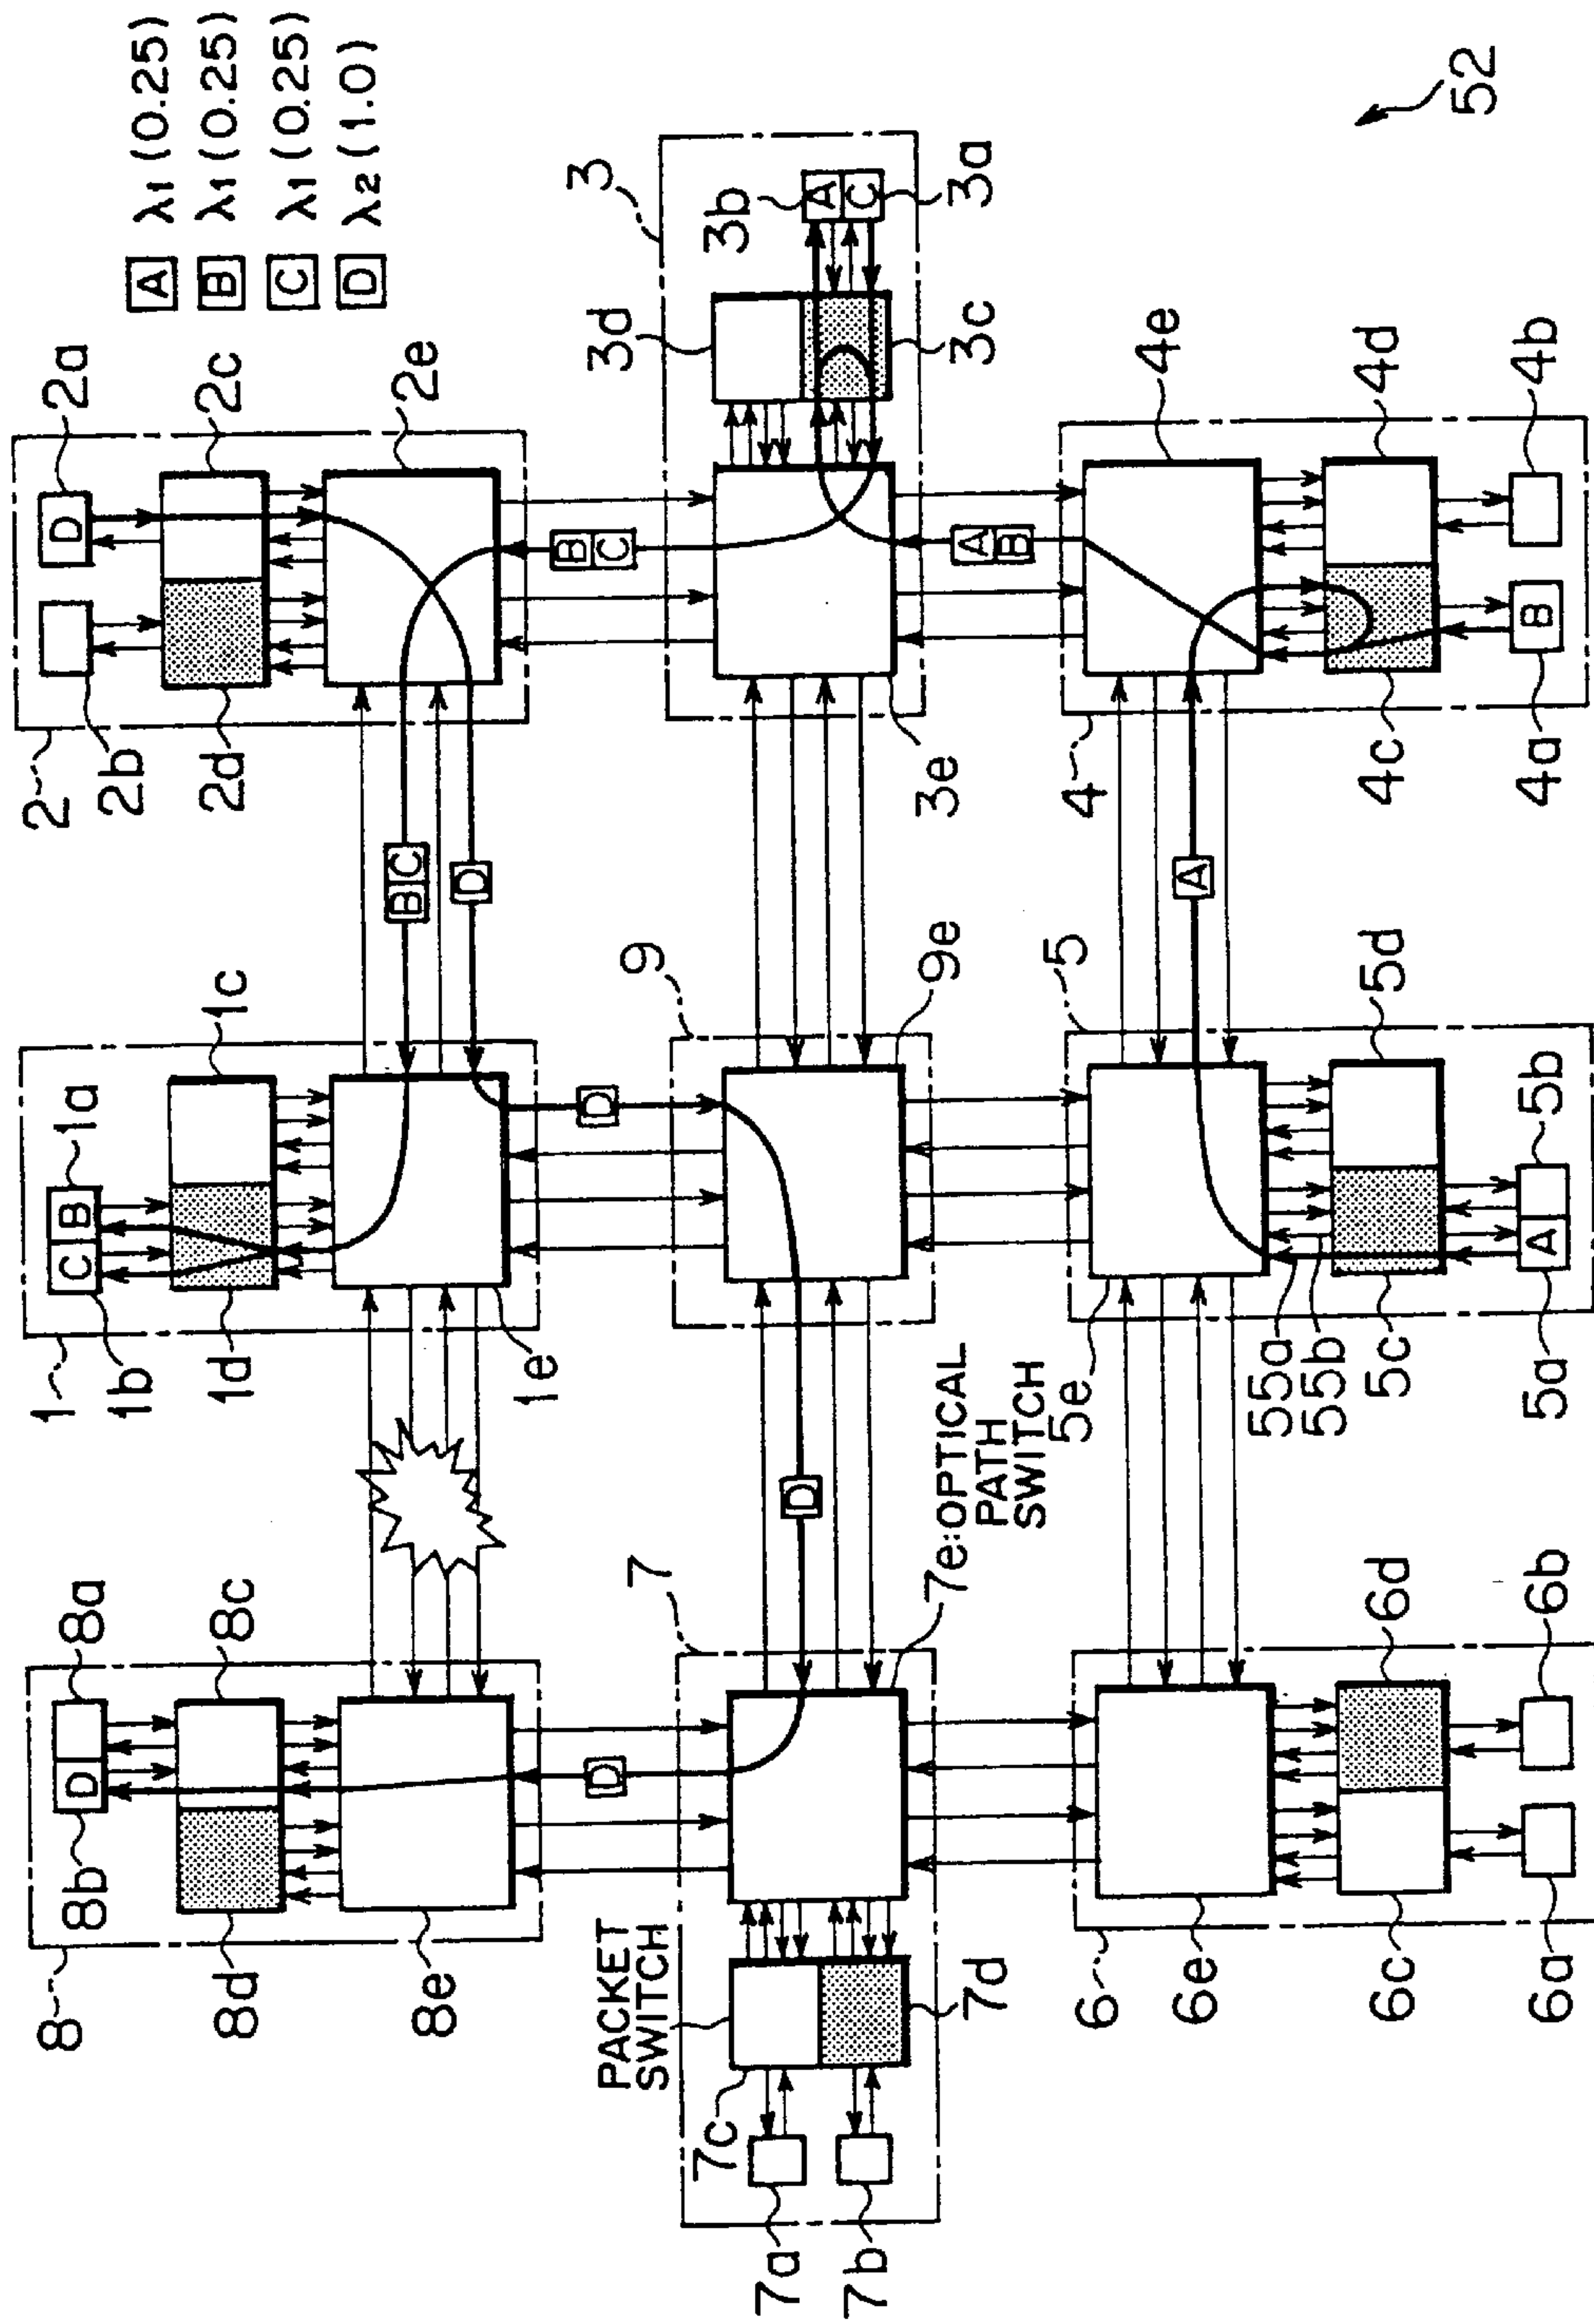 A λ1 (0.25)
B λ1 (0.25)
C λ1 (0.25)
D λ2 (1.0)
8
8b
8a
D
8d
8c
8e
1
1b
1a
C B
1d
1c
1e
2
2b
2a
D
2d
2c
2e
B C
D
D
D
B
C
PACKET
SWITCH
7
7a
7b
7c
7d
7e:OPTICAL
PATH
SWITCH
D
9
9e
3
3b
A
C
3a
3d
3c
3e
A
B
6
6e
6c
6d
6a
6b
5
5e
55a
55b
5c
5d
5a
A
5b
A
4
4e
4c
4d
4a
B
4b
52